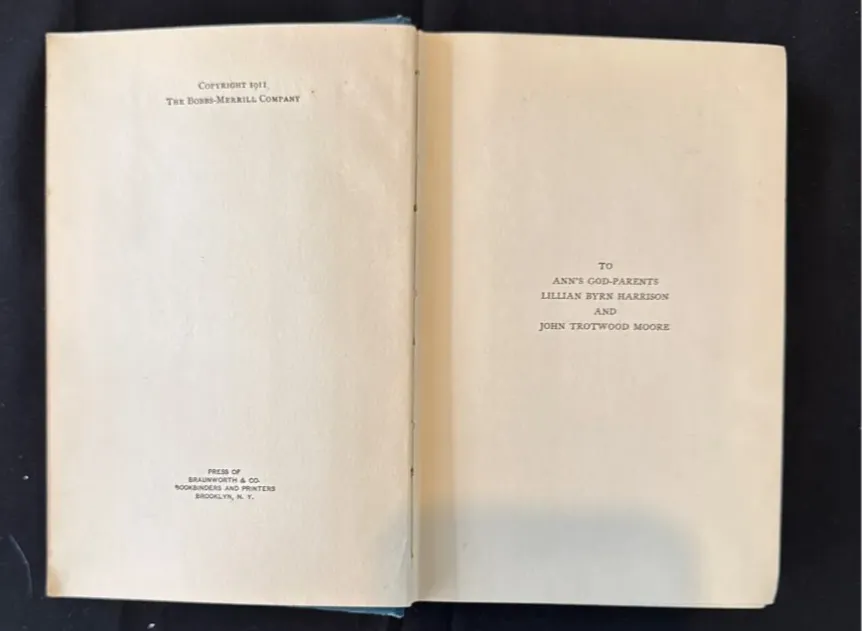 COPYRIGHT 1911
THE BOBBS-MERRILL COMPANY
PRESS OF
BRAUNWORTH & CO.
BOOKBINDERS AND PRINTERS
BROOKLYN, N. Y.
TO
ANN'S GOD-PARENTS
LILLIAN BYRN HARRISON
AND
JOHN TROTWOOD MOORE